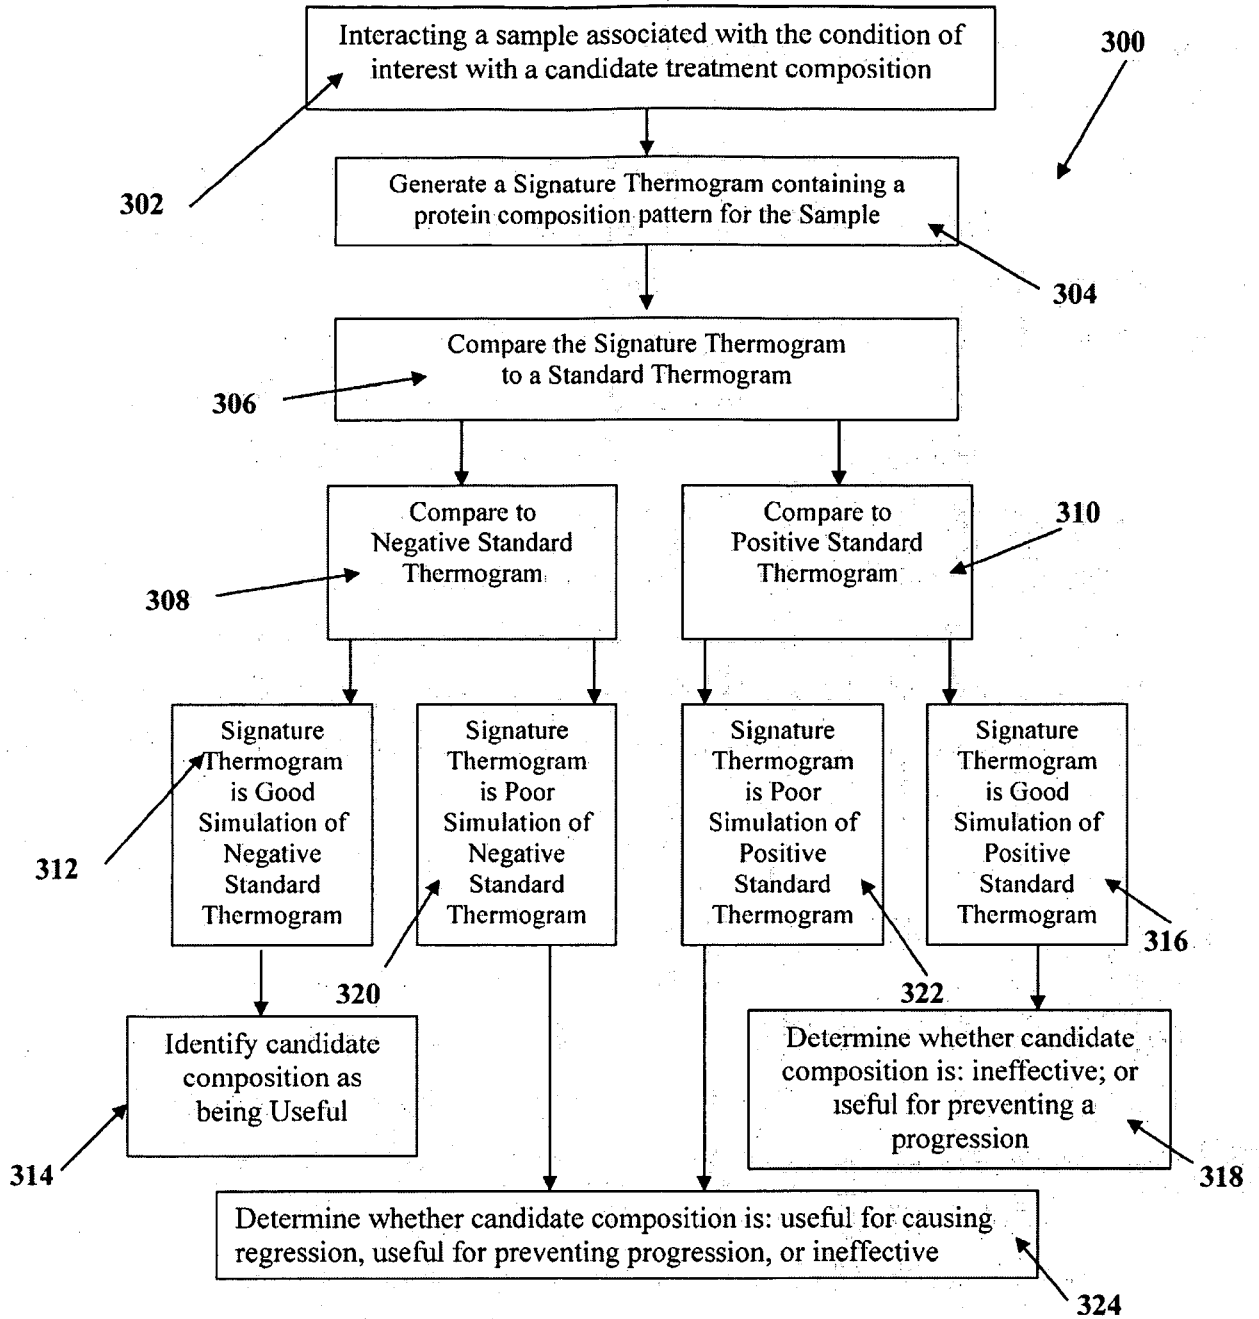 Interacting a sample associated with the condition of
interest with a candidate treatment composition
300
302
Generate a Signature Thermogram containing a
protein composition pattern for the Sample
304
Compare the Signature Thermogram
to a Standard Thermogram
306
Compare to
Negative Standard
Thermogram
308
Compare to
Positive Standard
Thermogram
310
Signature
Thermogram
is Good
Simulation of
Negative
Standard
Thermogram
312
Signature
Thermogram
is Poor
Simulation of
Negative
Standard
Thermogram
320
Signature
Thermogram
is Poor
Simulation of
Positive
Standard
Thermogram
322
Signature
Thermogram
is Good
Simulation of
Positive
Standard
Thermogram
316
Identify candidate
composition as
being Useful
314
Determine whether candidate
composition is: ineffective; or
useful for preventing a
progression
318
Determine whether candidate composition is: useful for causing
regression, useful for preventing progression, or ineffective
324